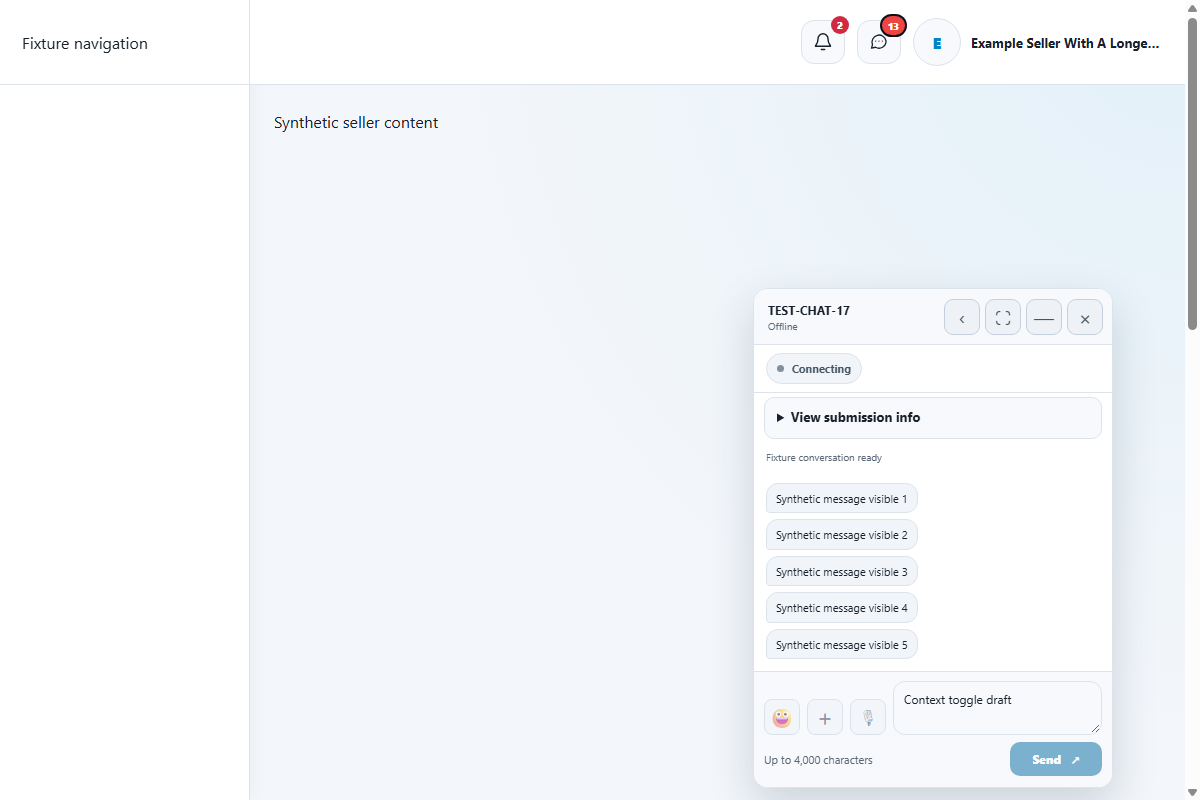 Fixture navigation
2
13
E
Example Seller With A Longe...
Synthetic seller content
TEST-CHAT-17
Offline
Connecting
View submission info
Fixture conversation ready
Synthetic message visible 1
Synthetic message visible 2
Synthetic message visible 3
Synthetic message visible 4
Synthetic message visible 5
Context toggle draft
Up to 4,000 characters
Send